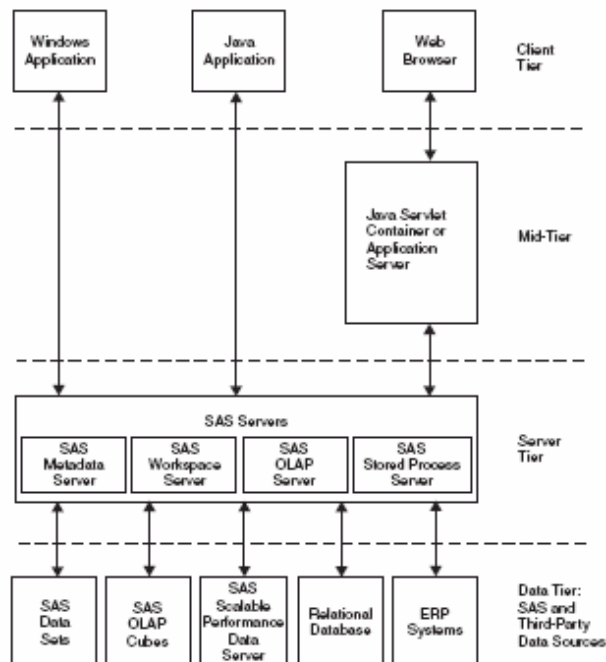 Windows
Application
Java
Application
Web
Browser
Client
Tier
Java Servlet
Container or
Application
Server
Mid-Tier
SAS Servers
SAS
Metadata
Server
SAS
Workspace
Server
SAS
OLAP
Server
SAS
Stored Process
Server
Server
Tier
SAS
Data
Sets
SAS
OLAP
Cubes
SAS
Scalable
Performance
Data
Server
Relational
Database
ERP
Systems
Data Tier:
SAS and
Third-Party
Data Sources